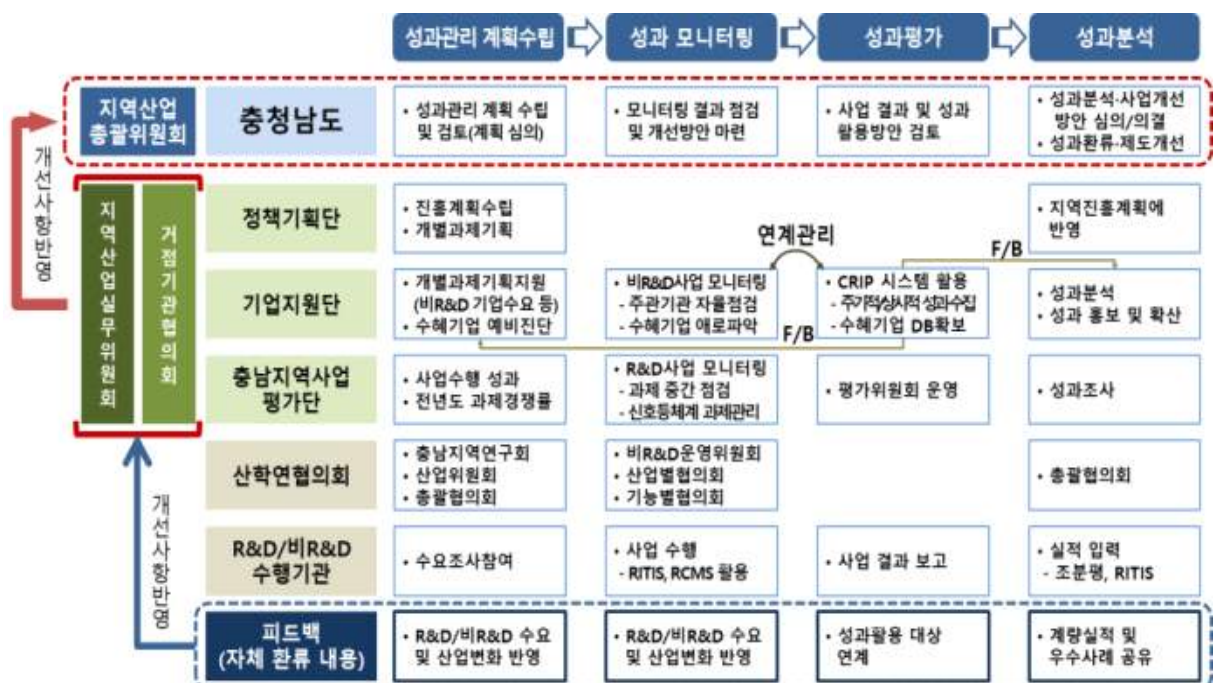 성과관리 계획수립
성과 모니터링
성과평가
성과분석
지역산업
총괄위원회
충청남도
• 성과관리 계획 수립
및 검토(계획 심의)
• 모니터링 결과 점검
및 개선방안 마련
• 사업 결과 및 성과
활용방안 검토
• 성과분석·사업개선
방안 심의/의결
• 성과환류·제도개선
개선사항반영
지역산업실무위원회
거점기관협의회
정책기획단
• 진흥계획수립
• 개별과제기획
연계관리
• 지역진흥계획에
반영
F/B
기업지원단
• 개별과제기획지원
(비R&D 기업수요 등)
• 수혜기업 예비진단
• 비R&D사업 모니터링
- 주관기관 자율점검
- 수혜기업 애로파악
• CRIP 시스템 활용
- 주기적/상시적 성과수집
- 수혜기업 DB확보
• 성과분석
• 성과 홍보 및 확산
F/B
충남지역사업
평가단
• 사업수행 성과
• 전년도 과제경쟁률
• R&D사업 모니터링
- 과제 중간 점검
- 신호등체계 과제관리
• 평가위원회 운영
• 성과조사
산학연협의회
• 충남지역연구회
• 산업위원회
• 총괄협의회
• 비R&D운영위원회
• 산업별협의회
• 기능별협의회
• 총괄협의회
개선사항반영
R&D/비R&D
수행기관
• 수요조사참여
• 사업 수행
- RITIS, RCMS 활용
• 사업 결과 보고
• 실적 입력
- 조분평, RITIS
피드백
(자체 환류 내용)
• R&D/비R&D 수요
및 산업변화 반영
• R&D/비R&D 수요
및 산업변화 반영
• 성과활용 대상
연계
• 계량실적 및
우수사례 공유